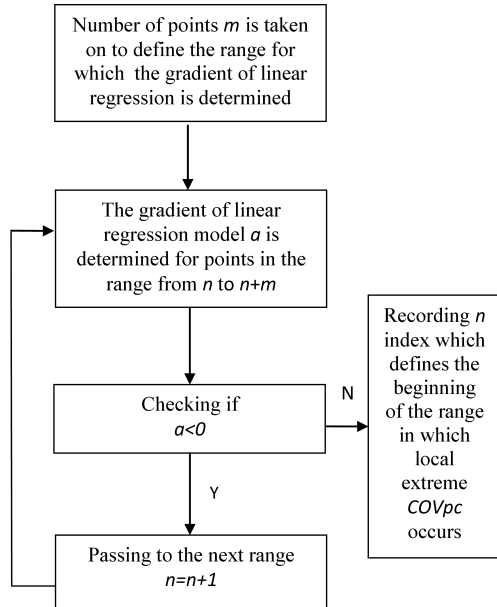 Number of points m is taken
on to define the range for
which the gradient of linear
regression is determined
The gradient of linear
regression model a is
determined for points in the
range from n to n+m
Checking if
a<0
N
Recording n
index which
defines the
beginning
of the range
in which
local
extreme
COVpc
occurs
Y
Passing to the next range
n=n+1